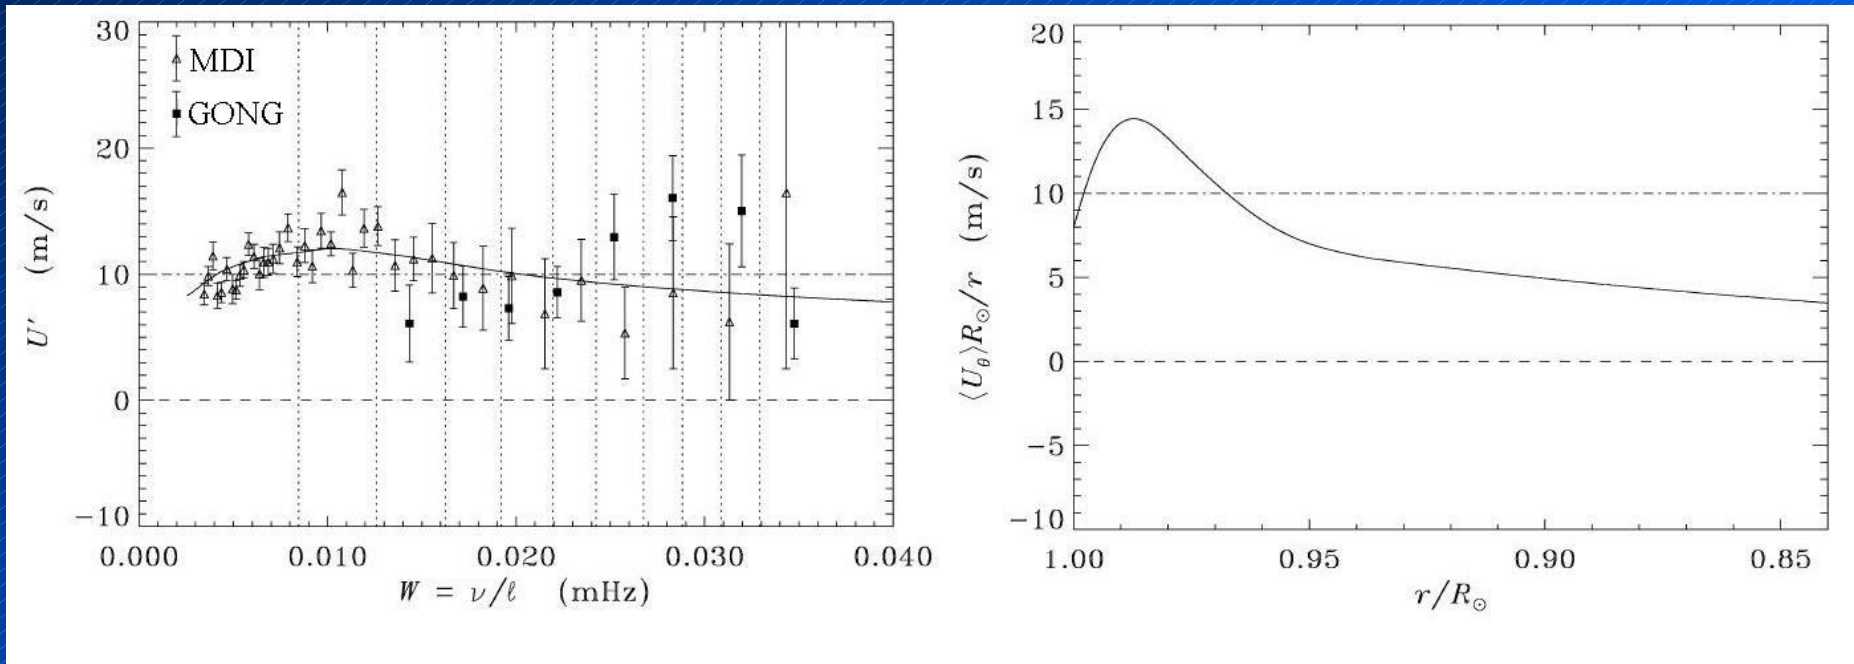 30
20
10
0
−10
U′ (m/s)
MDI
GONG
0.000 0.010 0.020 0.030 0.040
W = ν/ℓ (mHz)
20
15
10
5
0
−5
−10
⟨U_θ⟩R_⊙/r (m/s)
1.00 0.95 0.90 0.85
r/R_⊙